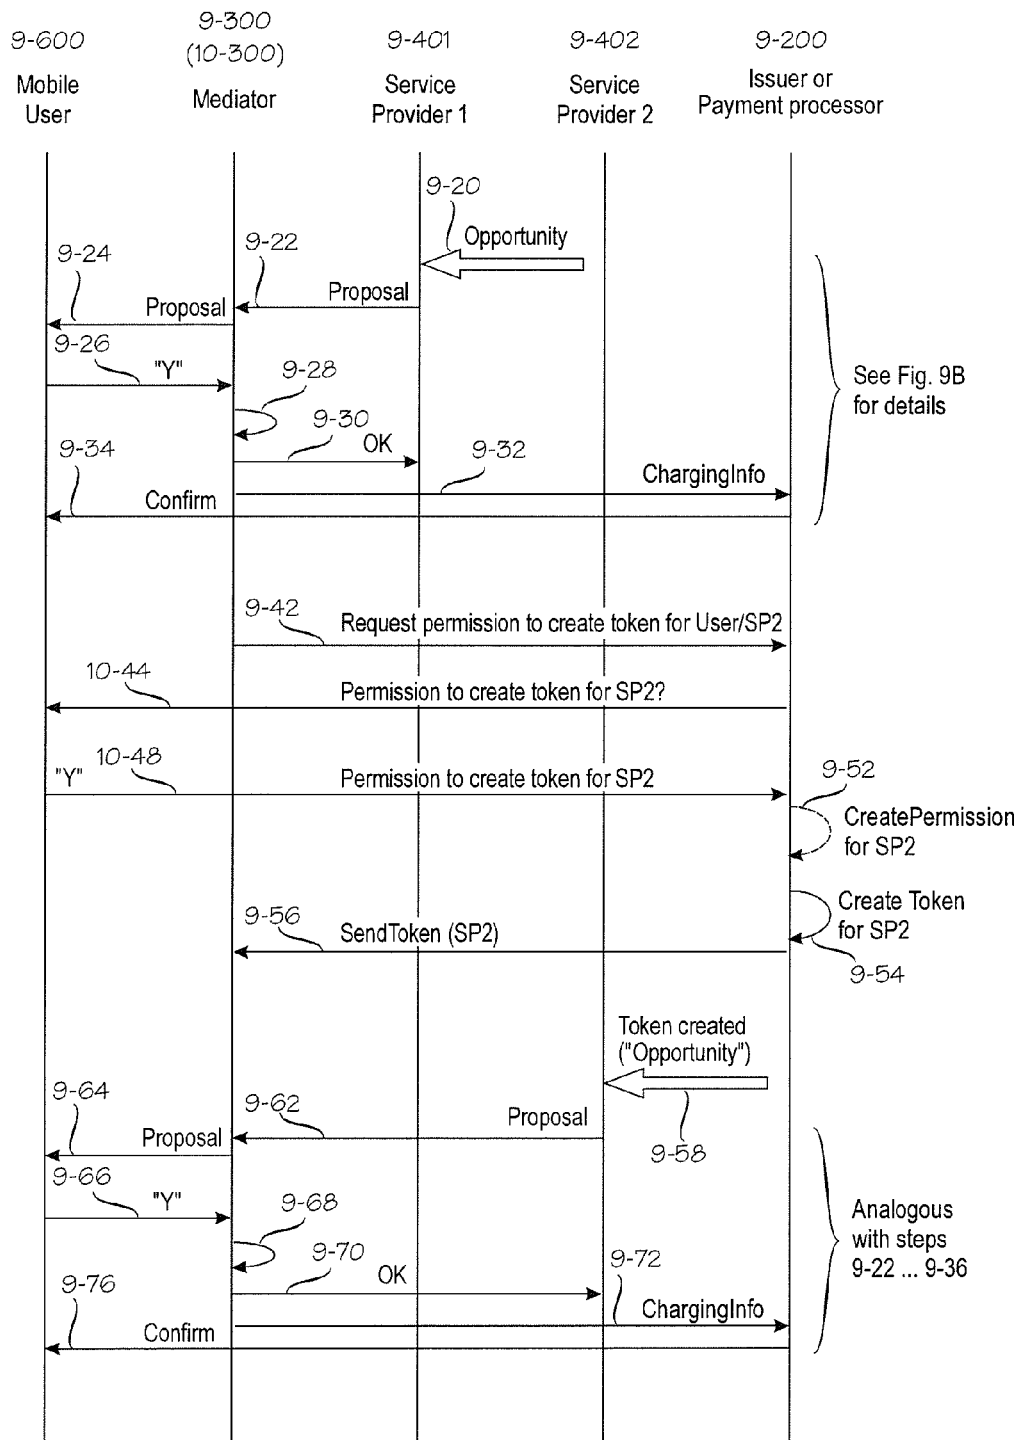 9-600
9-300
(10-300)
9-401
9-402
9-200
Mobile
User
Mediator
Service
Provider 1
Service
Provider 2
Issuer or
Payment processor
9-20
Opportunity
9-22
9-24
Proposal
Proposal
9-26
"Y"
9-28
See Fig. 9B
for details
9-30
OK
9-34
9-32
ChargingInfo
Confirm
9-42
Request permission to create token for User/SP2
10-44
Permission to create token for SP2?
10-48
"Y"
Permission to create token for SP2
9-52
CreatePermission
for SP2
Create Token
for SP2
9-56
SendToken (SP2)
9-54
Token created
("Opportunity")
9-64
9-62
Proposal
Proposal
9-58
9-66
"Y"
9-68
Analogous
with steps
9-22 ... 9-36
9-70
OK
9-72
9-76
ChargingInfo
Confirm